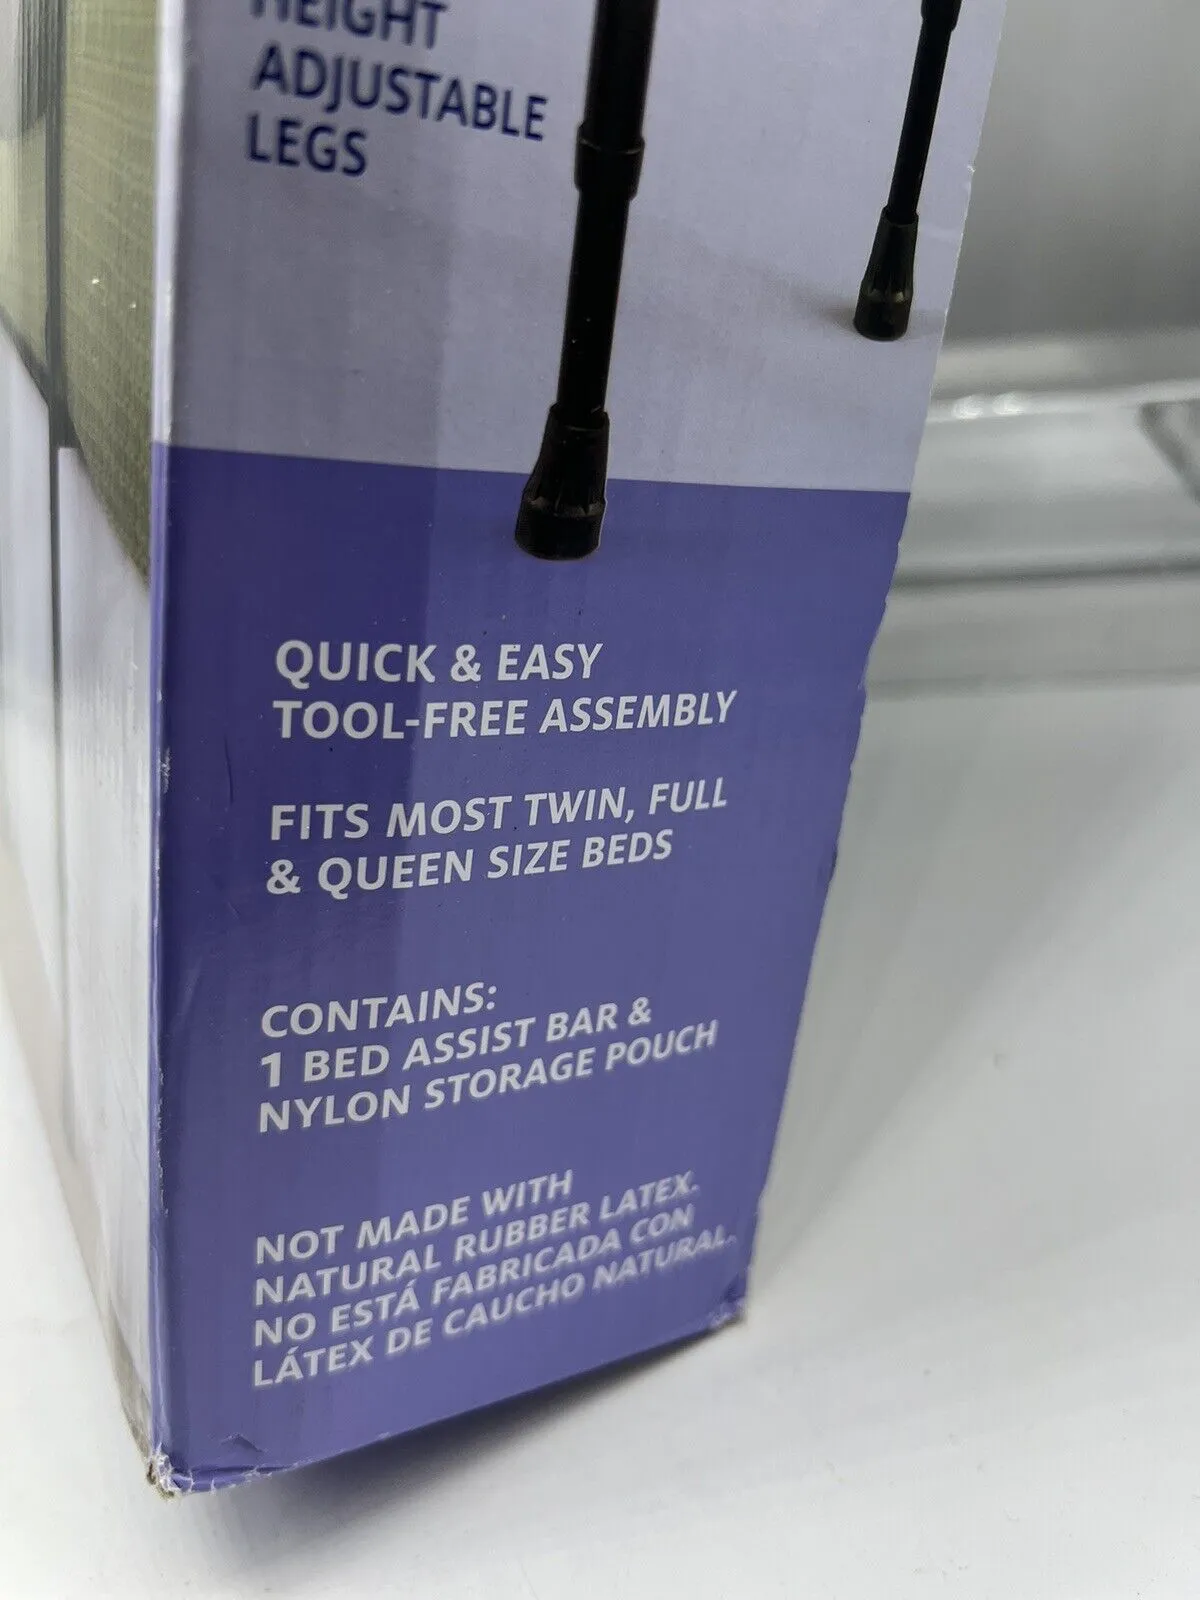 HEIGHT
ADJUSTABLE
LEGS
QUICK & EASY
TOOL-FREE ASSEMBLY
FITS MOST TWIN, FULL
& QUEEN SIZE BEDS
CONTAINS:
1 BED ASSIST BAR &
NYLON STORAGE POUCH
NOT MADE WITH
NATURAL RUBBER LATEX.
NO ESTÁ FABRICADA CON
LÁTEX DE CAUCHO NATURAL.